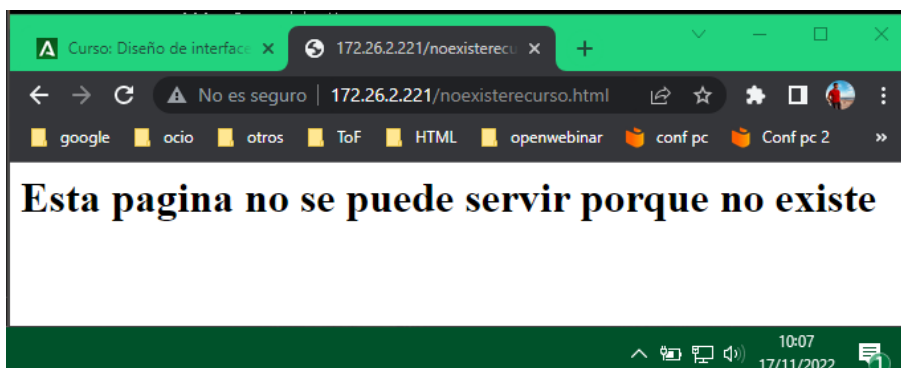 Curso: Diseño de interface
172.26.2.221/noexisterecu
No es seguro | 172.26.2.221/noexisterecurso.html
google ocio otros ToF HTML openwebinar conf pc Conf pc 2 »
Esta pagina no se puede servir porque no existe
10:07
17/11/2022
1